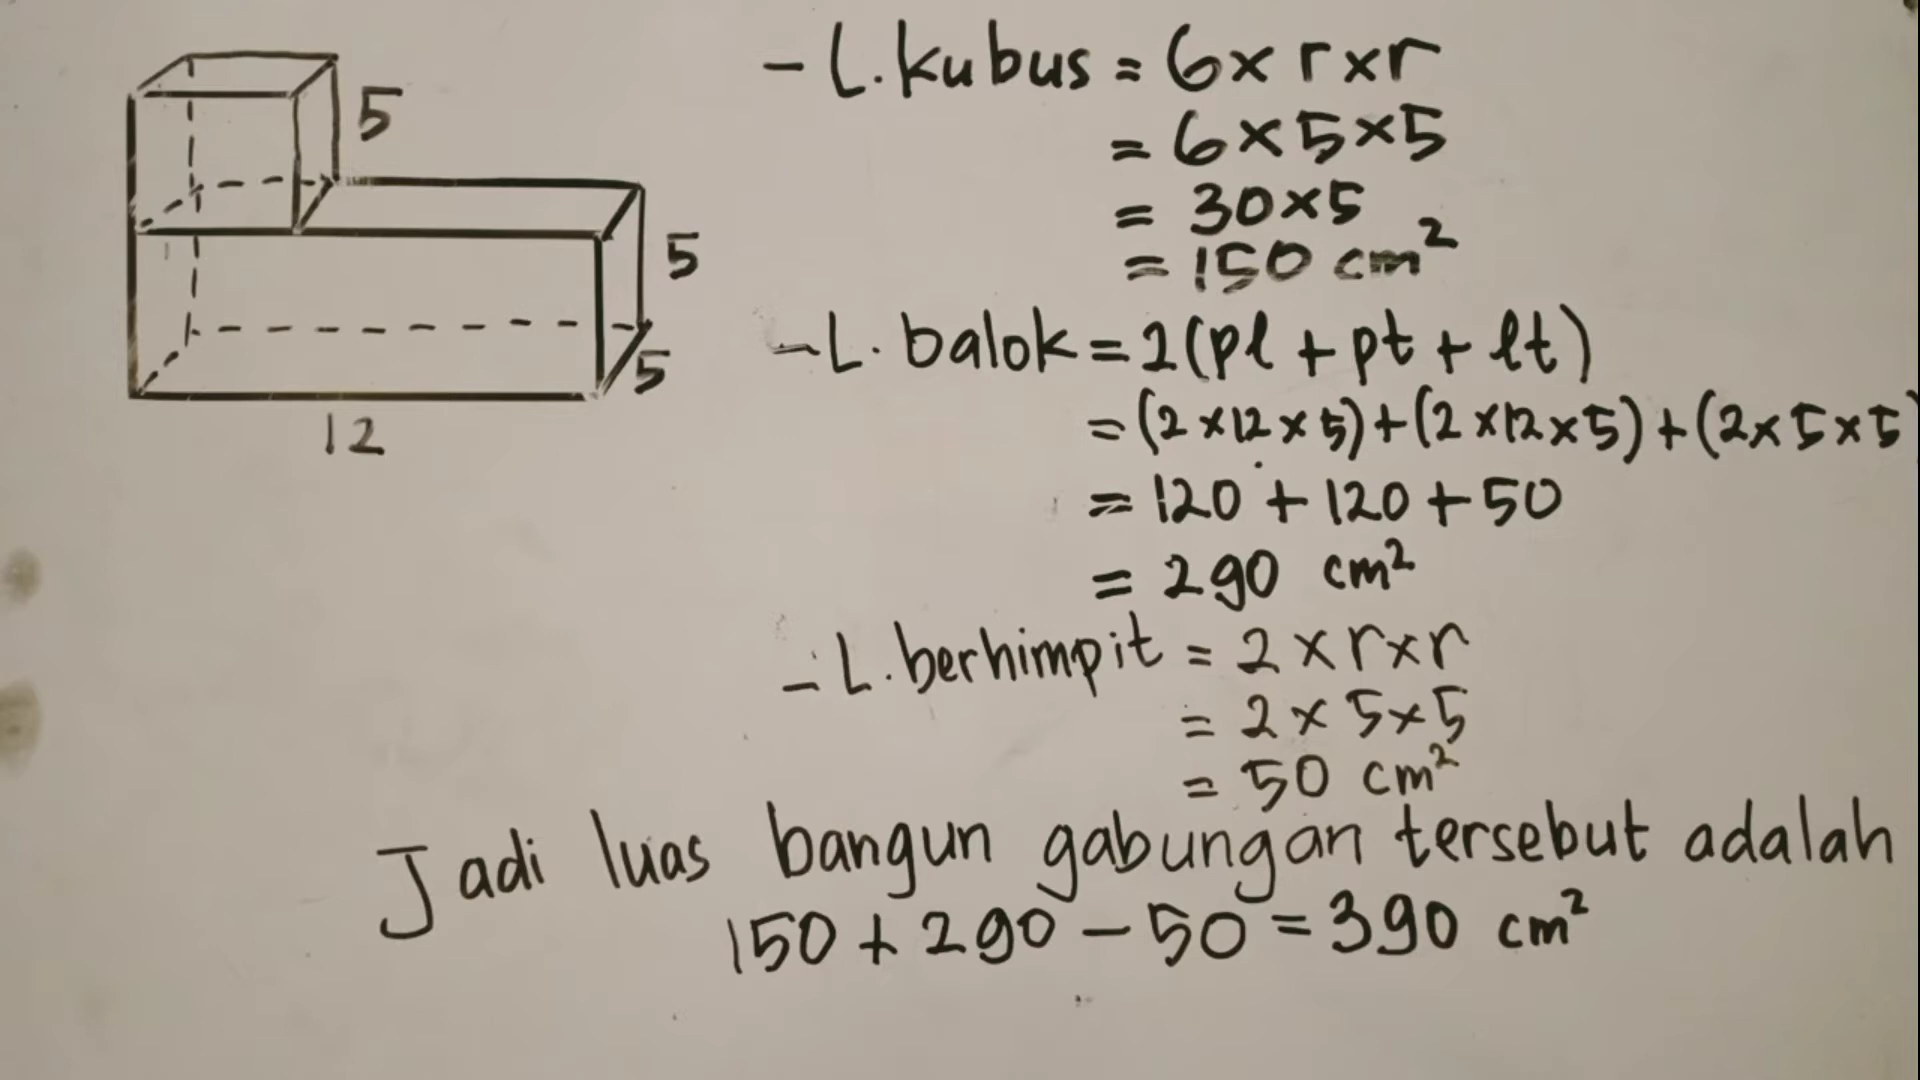 5
5
5
12
- L. kubus = 6 × r × r
= 6 × 5 × 5
= 30 × 5
= 150 cm²
- L. balok = 2 (pl + pt + lt)
= (2 × 12 × 5) + (2 × 12 × 5) + (2 × 5 × 5)
= 120 + 120 + 50
= 290 cm²
- L. berhimpit = 2 × r × r
= 2 × 5 × 5
= 50 cm²
Jadi luas bangun gabungan tersebut adalah
150 + 290 - 50 = 390 cm²